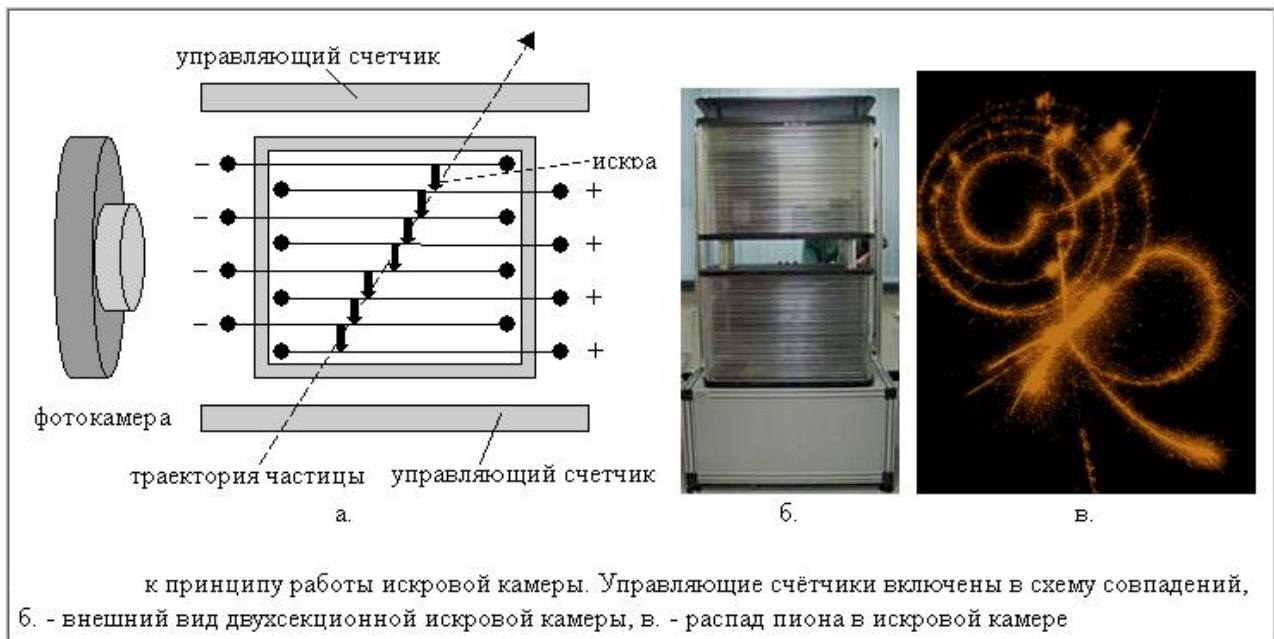 управляющий счетчик
искра
−
+
−
+
−
+
−
+
фотокамера
траектория частицы
управляющий счетчик
а.
б.
в.
к принципу работы искровой камеры. Управляющие счётчики включены в схему совпадений,
б. - внешний вид двухсекционной искровой камеры, в. - распад пиона в искровой камере